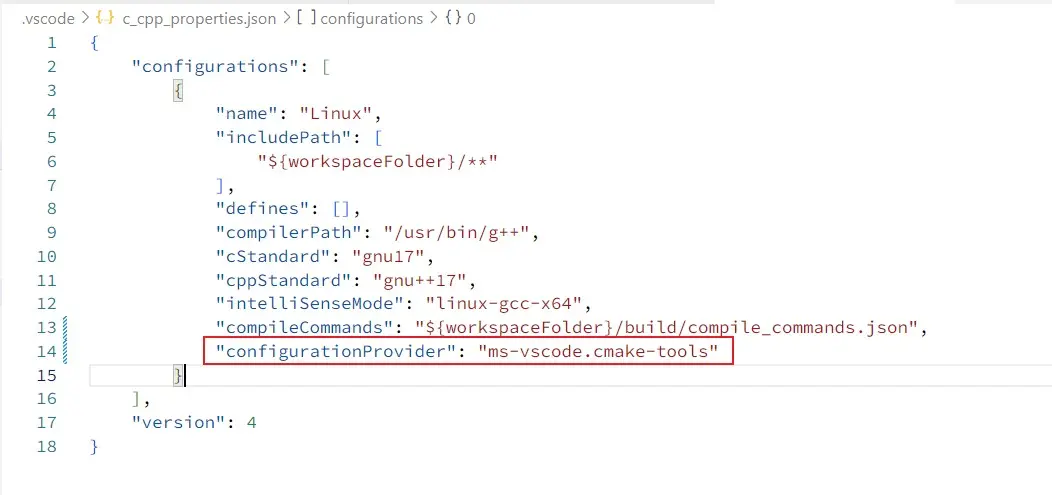 .vscode > {} c_cpp_properties.json > [ ] configurations > {} 0
1 {
2     "configurations": [
3         {
4             "name": "Linux",
5             "includePath": [
6                 "${workspaceFolder}/**"
7             ],
8             "defines": [],
9             "compilerPath": "/usr/bin/g++",
10             "cStandard": "gnu17",
11             "cppStandard": "gnu++17",
12             "intelliSenseMode": "linux-gcc-x64",
13             "compileCommands": "${workspaceFolder}/build/compile_commands.json",
14             "configurationProvider": "ms-vscode.cmake-tools"
15         }
16     ],
17     "version": 4
18 }